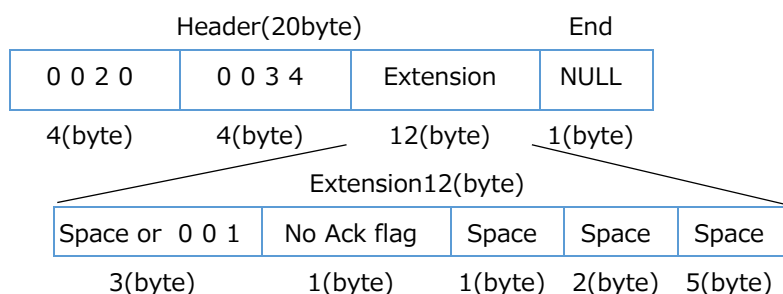 Header(20byte) End
0 0 2 0 0 0 3 4 Extension NULL
4(byte) 4(byte) 12(byte) 1(byte)
Extension12(byte)
Space or 0 0 1 No Ack flag Space Space Space
3(byte) 1(byte) 1(byte) 2(byte) 5(byte)